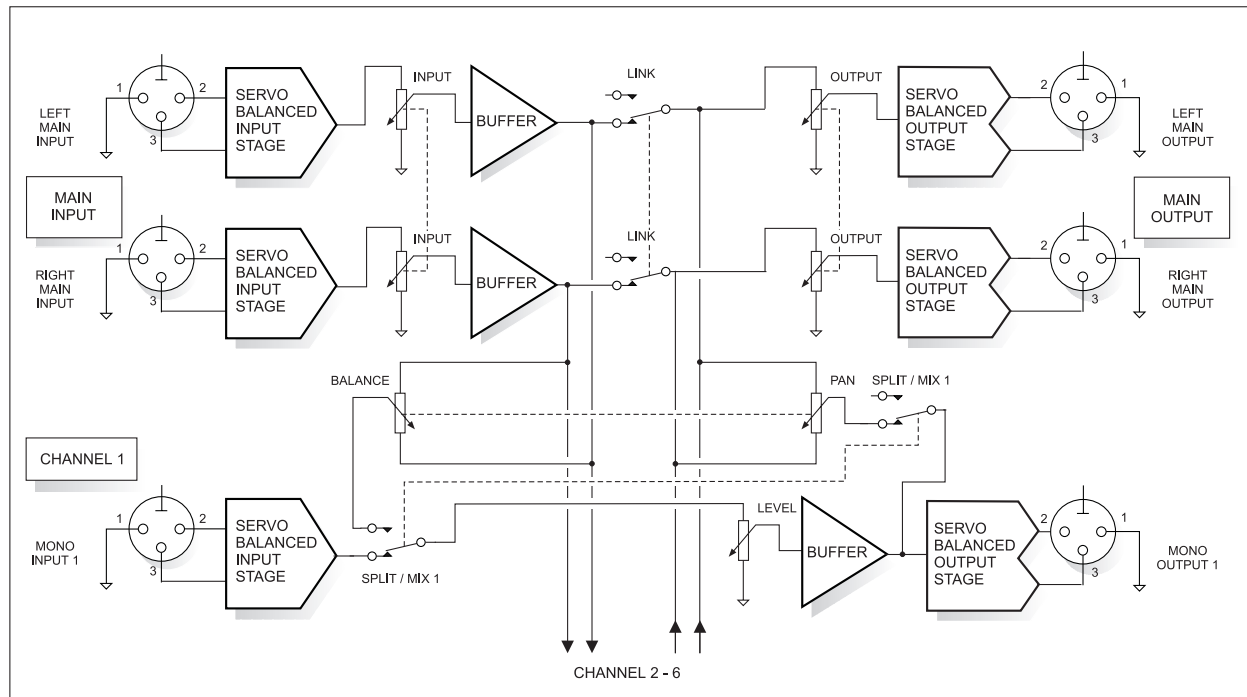 1
2
3
LEFT
MAIN
INPUT
SERVO
BALANCED
INPUT
STAGE
INPUT
BUFFER
LINK
OUTPUT
SERVO
BALANCED
OUTPUT
STAGE
2
1
3
LEFT
MAIN
OUTPUT
MAIN
INPUT
MAIN
OUTPUT
1
2
3
RIGHT
MAIN
INPUT
SERVO
BALANCED
INPUT
STAGE
INPUT
BUFFER
LINK
OUTPUT
SERVO
BALANCED
OUTPUT
STAGE
2
1
3
RIGHT
MAIN
OUTPUT
BALANCE
PAN
SPLIT / MIX 1
CHANNEL 1
1
2
3
MONO
INPUT 1
SERVO
BALANCED
INPUT
STAGE
SPLIT / MIX 1
LEVEL
BUFFER
SERVO
BALANCED
OUTPUT
STAGE
2
1
3
MONO
OUTPUT 1
CHANNEL 2 - 6